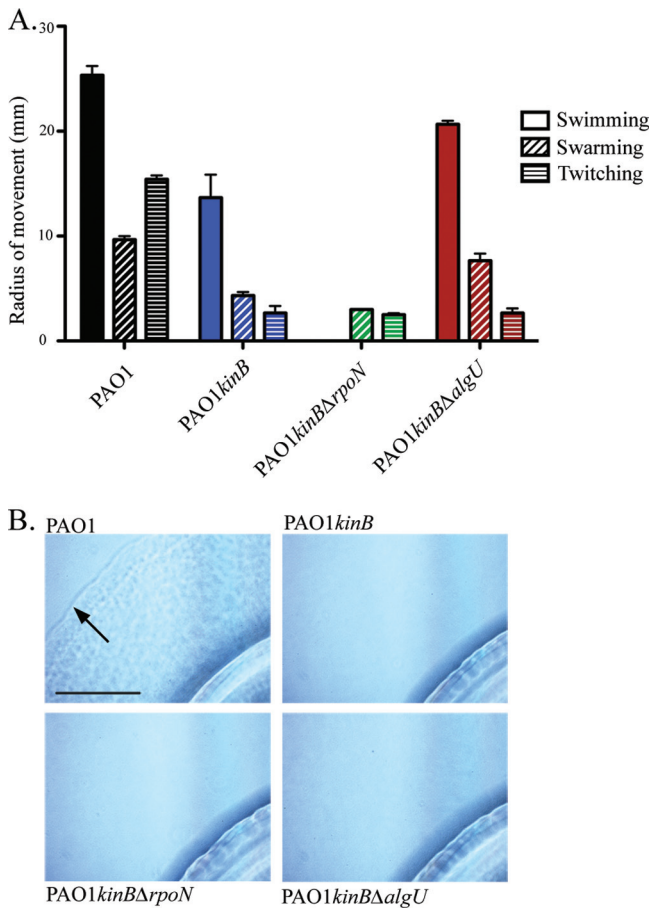 A.
30
20
10
0
Radius of movement (mm)
Swimming
Swarming
Twitching
PAO1
PAO1kinB
PAO1kinBΔrpoN
PAO1kinBΔalgU
B.
PAO1
PAO1kinB
PAO1kinBΔrpoN
PAO1kinBΔalgU